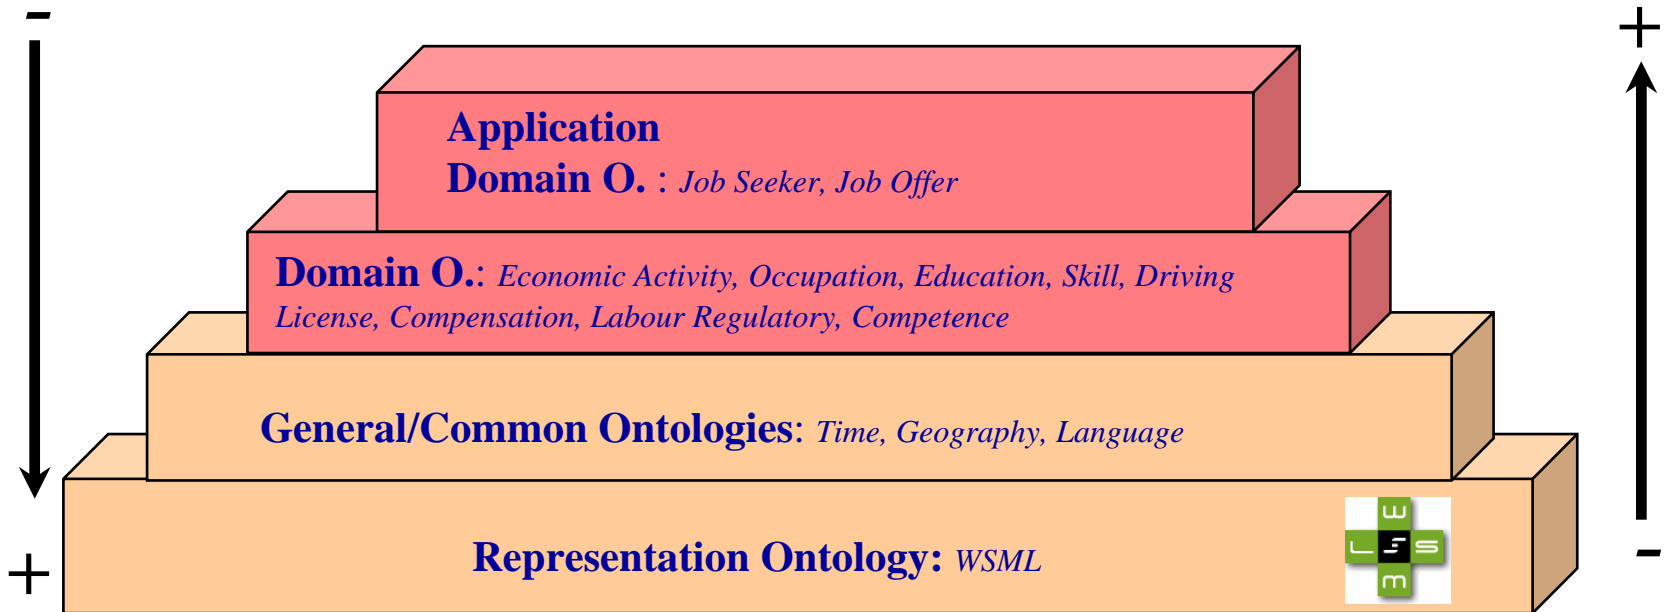 -
+
Application
Domain O. : Job Seeker, Job Offer
Domain O.: Economic Activity, Occupation, Education, Skill, Driving
License, Compensation, Labour Regulatory, Competence
General/Common Ontologies: Time, Geography, Language
Representation Ontology: WSML
W
L S
M
+
-